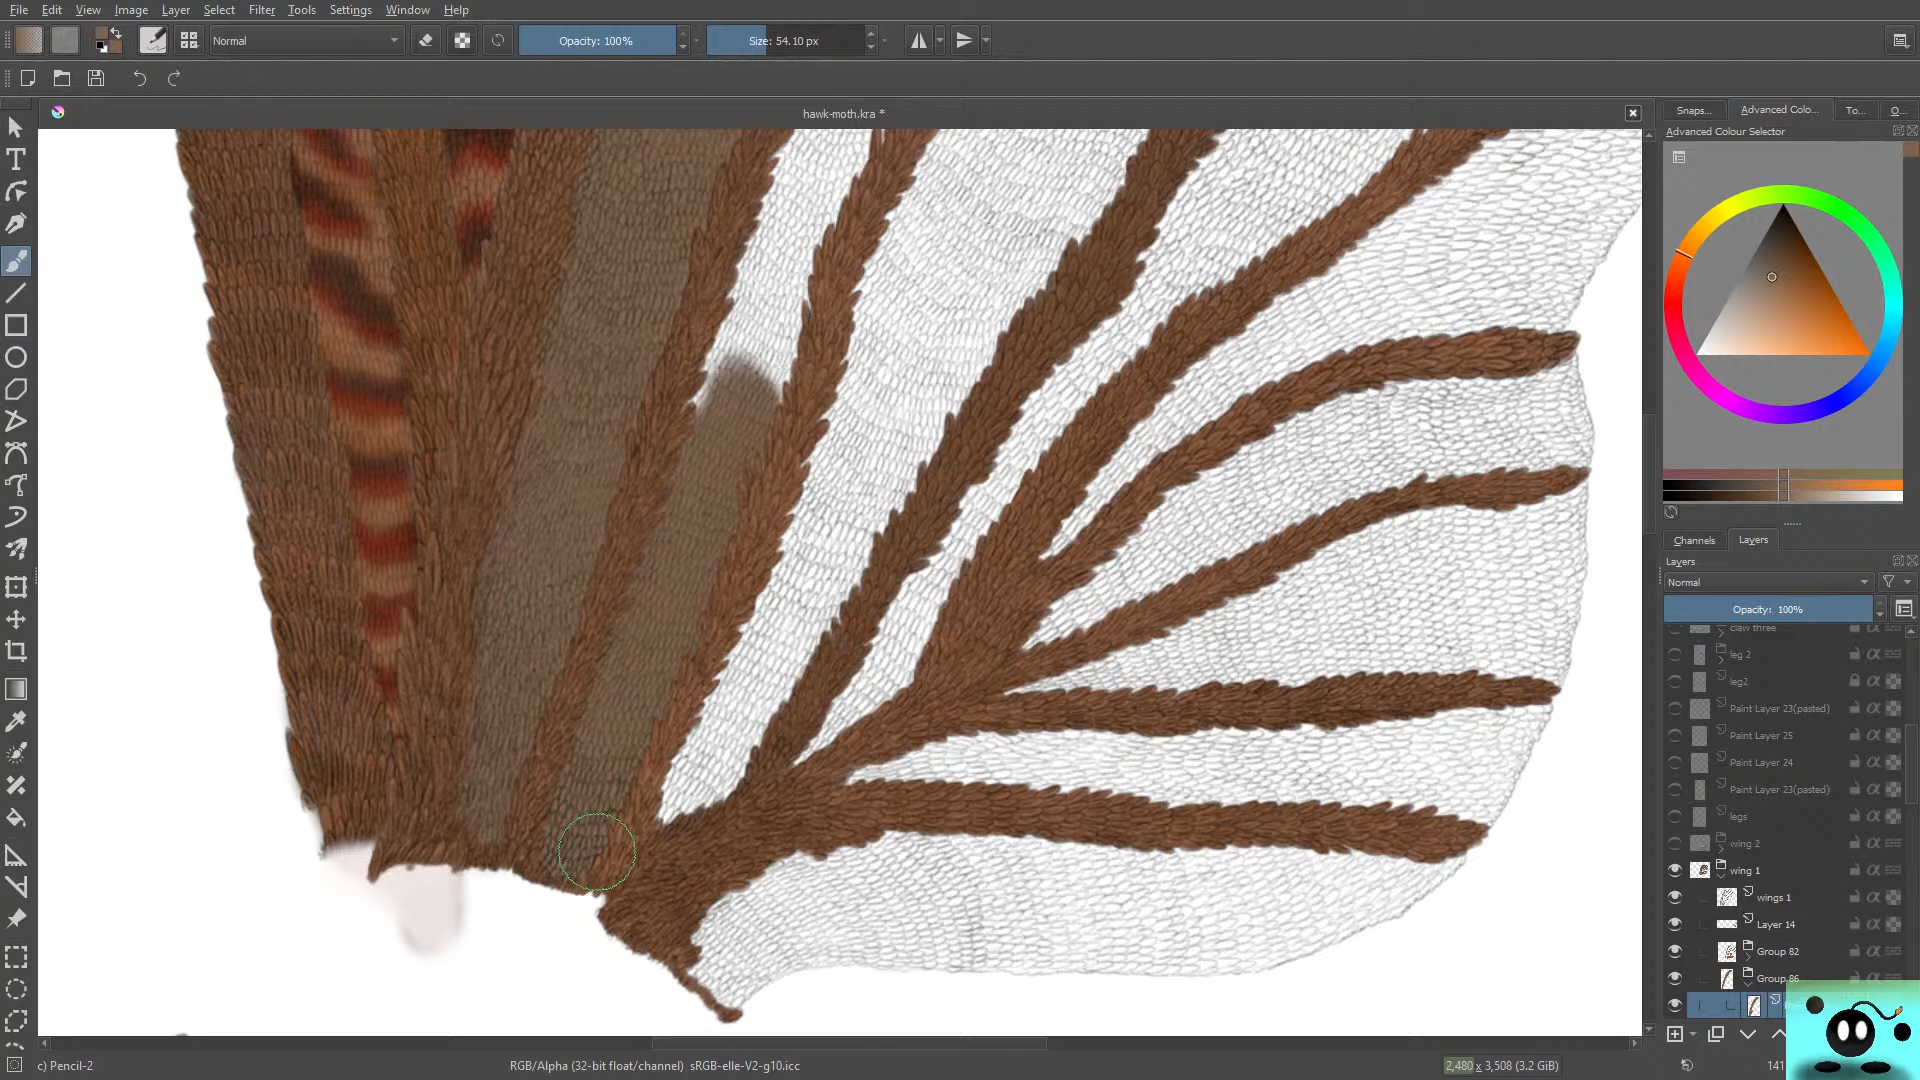 File Edit View Image Layer Select Filter Tools Settings Window Help
Normal
Opacity: 100%
Size: 54.10 px
hawk-moth.kra *
Snaps...
Advanced Colo...
To...
O...
Advanced Colour Selector
Channels
Layers
Layers
Normal
Opacity: 100%
claw three
leg 2
leg2
Paint Layer 23(pasted)
Paint Layer 25
Paint Layer 24
Paint Layer 23(pasted)
legs
wing 2
wing 1
wings 1
Layer 14
Group 82
Group 86
c) Pencil-2
RGB/Alpha (32-bit float/channel) sRGB-elle-V2-g10.icc
2,480 x 3,508 (3.2 GiB)